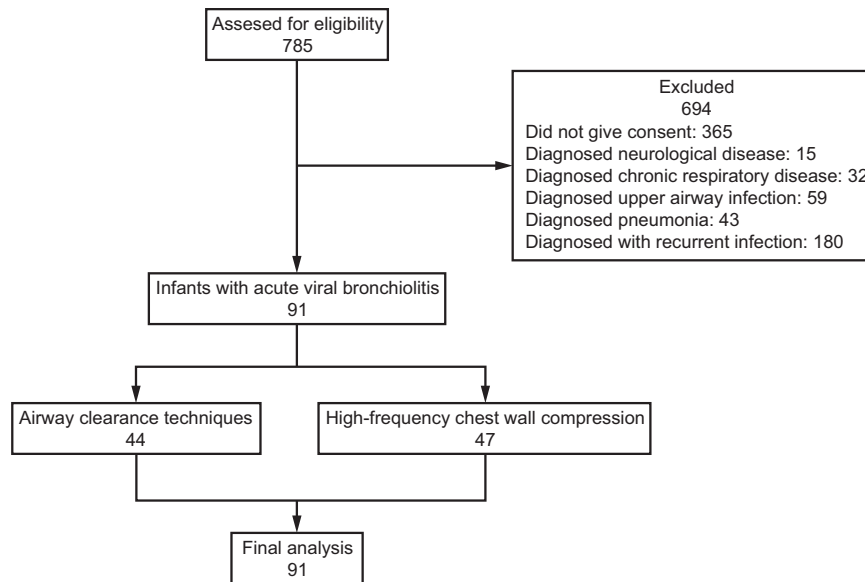 Assesed for eligibility
785
Excluded
694
Did not give consent: 365
Diagnosed neurological disease: 15
Diagnosed chronic respiratory disease: 32
Diagnosed upper airway infection: 59
Diagnosed pneumonia: 43
Diagnosed with recurrent infection: 180
Infants with acute viral bronchiolitis
91
Airway clearance techniques
44
High-frequency chest wall compression
47
Final analysis
91